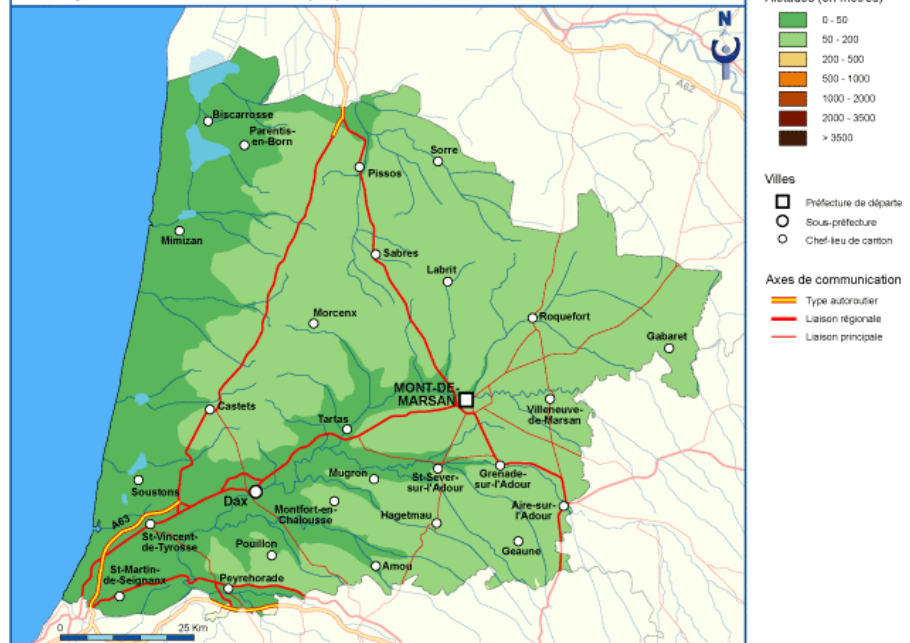 N
A62
Biscarrosse
Parentis-
en-Born
Sorre
Pissos
Mimizan
Sabres
Labrit
Morcenx
Roquefort
Gabaret
MONT-DE-
MARSAN
Castets
Tartas
Villeneuve-
de-Marsan
Mugron
St-Sever-
sur-l'Adour
Grenade-
sur-l'Adour
Soustons
Dax
Montfort-en-
Chalousse
Aire-sur-
l'Adour
A63
St-Vincent-
de-Tyrosse
Hagetmau
Pouillon
Geaune
St-Martin-
de-Seignanx
Peyrehorade
Amou
0
25 Km
0 - 50
50 - 200
200 - 500
500 - 1000
1000 - 2000
2000 - 3500
> 3500
Villes
Préfecture de départe
Sous-préfecture
Chef-lieu de canton
Axes de communication
Type autoroutier
Liaison régionale
Liaison principale